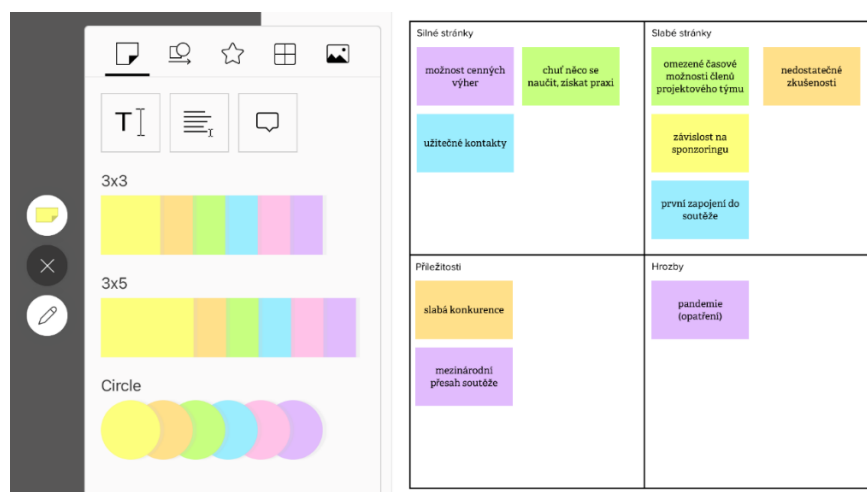 T
3x3
3x5
Circle
Silné stránky
možnost cenných
výher
chuť něco se
naučit, získat praxi
užitečné kontakty
Slabé stránky
omezené časové
možnosti členů
projektového týmu
nedostatečné
zkušenosti
závislost na
sponzoringu
první zapojení do
soutěže
Příležitosti
slabá konkurence
mezinárodní
přesah soutěže
Hrozby
pandemie
(opatření)